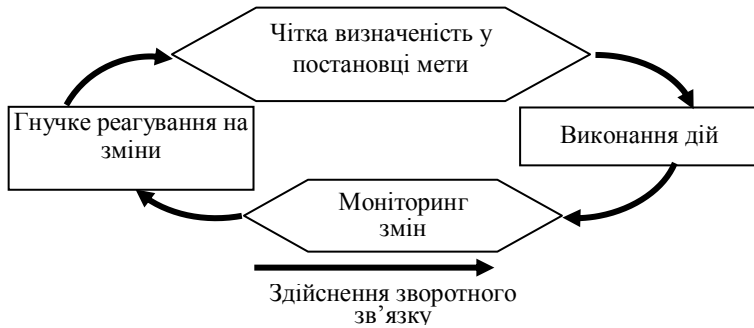 Чітка визначеність у
постановці мети
Гнучке реагування на
зміни
Виконання дій
Моніторинг
змін
Здійснення зворотного
зв’язку